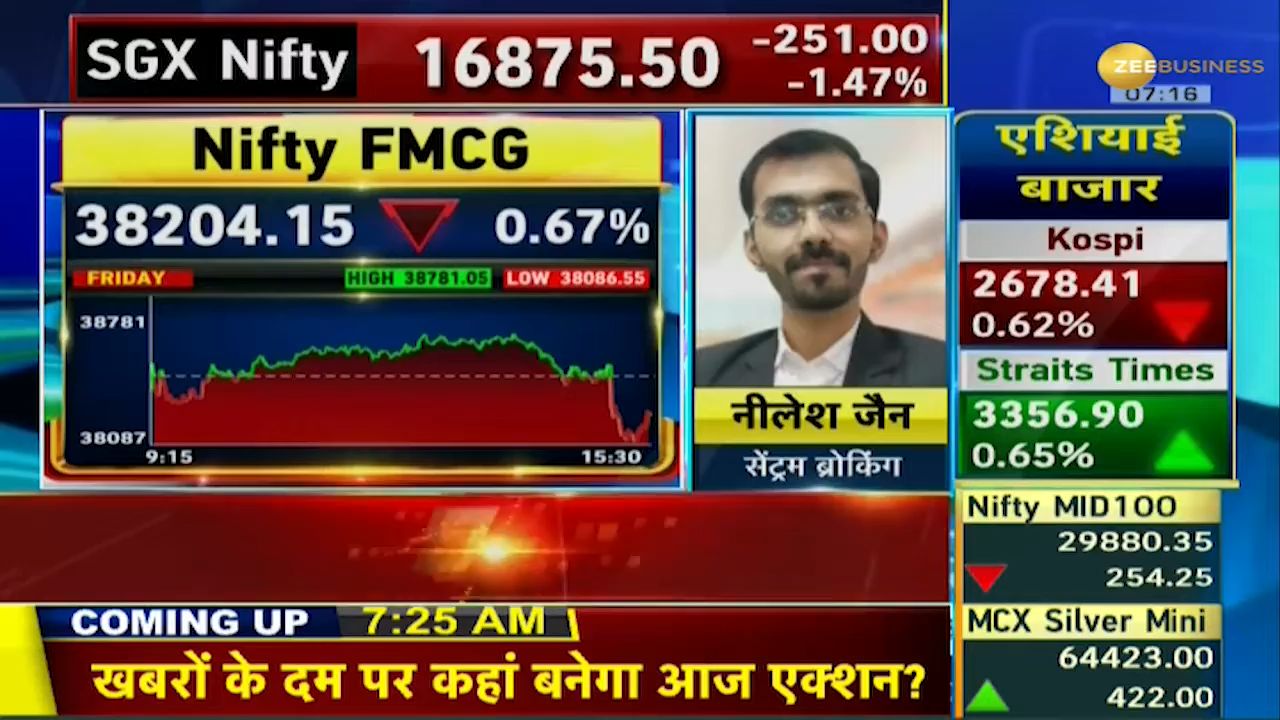 SGX Nifty 16875.50 -251.00
-1.47%
ZEEBUSINESS
07:16
Nifty FMCG
38204.15 0.67%
FRIDAY HIGH 38781.05 LOW 38086.55
38781
38087
9:15 15:30
नीलेश जैन
सेंट्रम ब्रोकिंग
एशियाई
बाजार
Kospi
2678.41
0.62%
Straits Times
3356.90
0.65%
Nifty MID100
29880.35
254.25
MCX Silver Mini
64423.00
422.00
COMING UP 7:25 AM
खबरों के दम पर कहां बनेगा आज एक्शन?